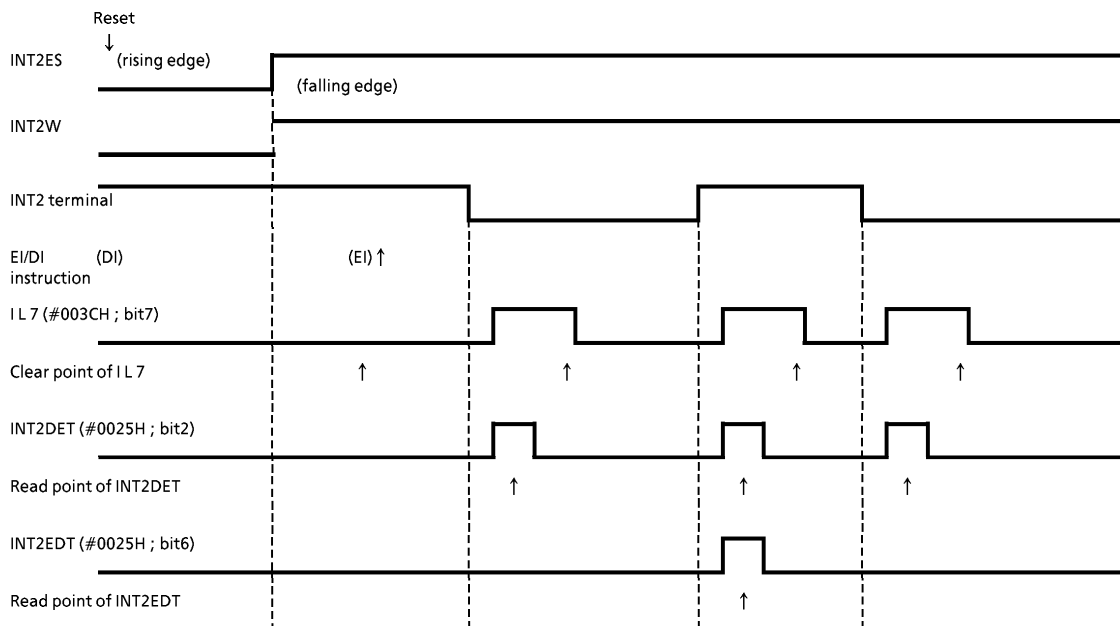 Reset
↓
INT2ES (rising edge)
(falling edge)
INT2W
INT2 terminal
EI/DI (DI) (EI) ↑
instruction
I L 7 (#003CH ; bit7)
Clear point of I L 7 ↑ ↑ ↑ ↑
INT2DET (#0025H ; bit2)
Read point of INT2DET ↑ ↑ ↑
INT2EDT (#0025H ; bit6)
Read point of INT2EDT ↑